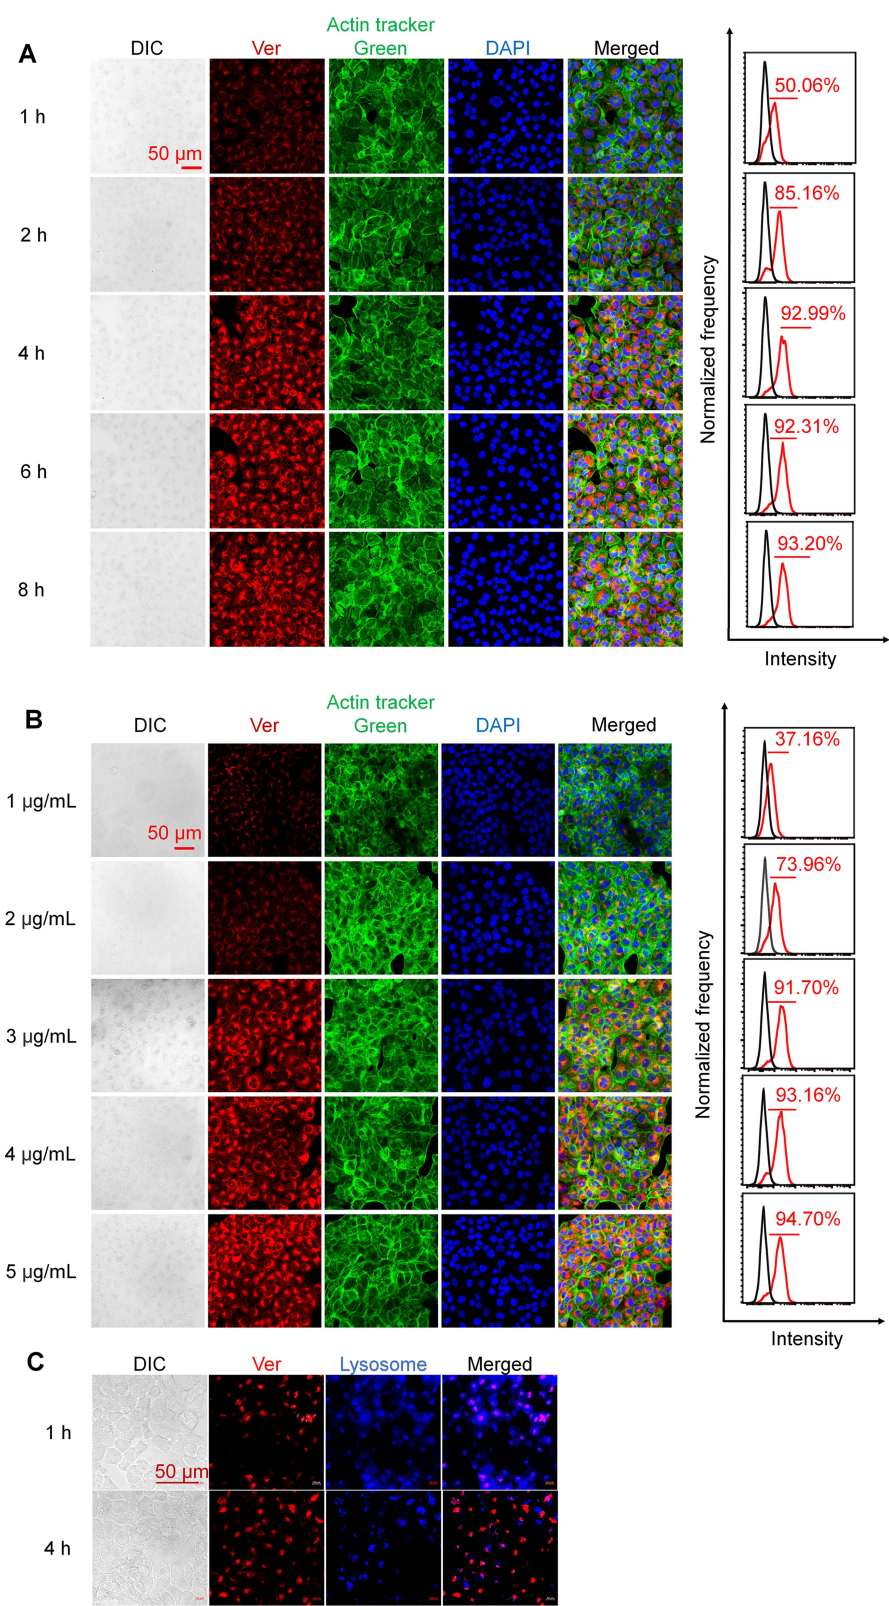 A
DIC
Ver
Actin tracker
Green
DAPI
Merged
1 h
50 µm
50.06%
2 h
85.16%
4 h
92.99%
6 h
92.31%
8 h
93.20%
Normalized frequency
Intensity
B
DIC
Ver
Actin tracker
Green
DAPI
Merged
1 µg/mL
50 µm
37.16%
2 µg/mL
73.96%
3 µg/mL
91.70%
4 µg/mL
93.16%
5 µg/mL
94.70%
Normalized frequency
Intensity
C
DIC
Ver
Lysosome
Merged
1 h
50 µm
4 h